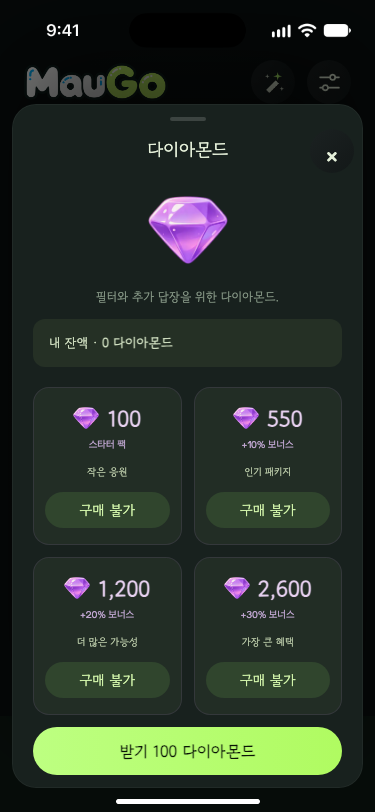 9:41
MauGo
다이아몬드
필터와 추가 답장을 위한 다이아몬드.
내 잔액 · 0 다이아몬드
100
스타터 팩
작은 응원
구매 불가
550
+10% 보너스
인기 패키지
구매 불가
1,200
+20% 보너스
더 많은 가능성
구매 불가
2,600
+30% 보너스
가장 큰 혜택
구매 불가
받기 100 다이아몬드